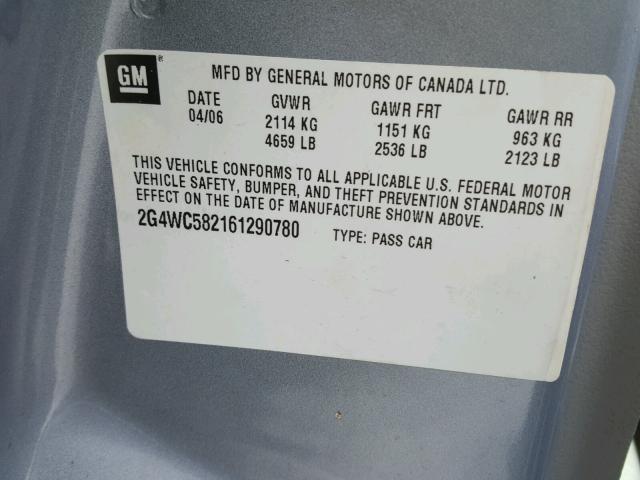 GM®
MFD BY GENERAL MOTORS OF CANADA LTD.
DATE GVWR GAWR FRT GAWR RR
04/06 2114 KG 1151 KG 963 KG
4659 LB 2536 LB 2123 LB
THIS VEHICLE CONFORMS TO ALL APPLICABLE U.S. FEDERAL MOTOR
VEHICLE SAFETY, BUMPER, AND THEFT PREVENTION STANDARDS IN
EFFECT ON THE DATE OF MANUFACTURE SHOWN ABOVE.
2G4WC582161290780 TYPE: PASS CAR